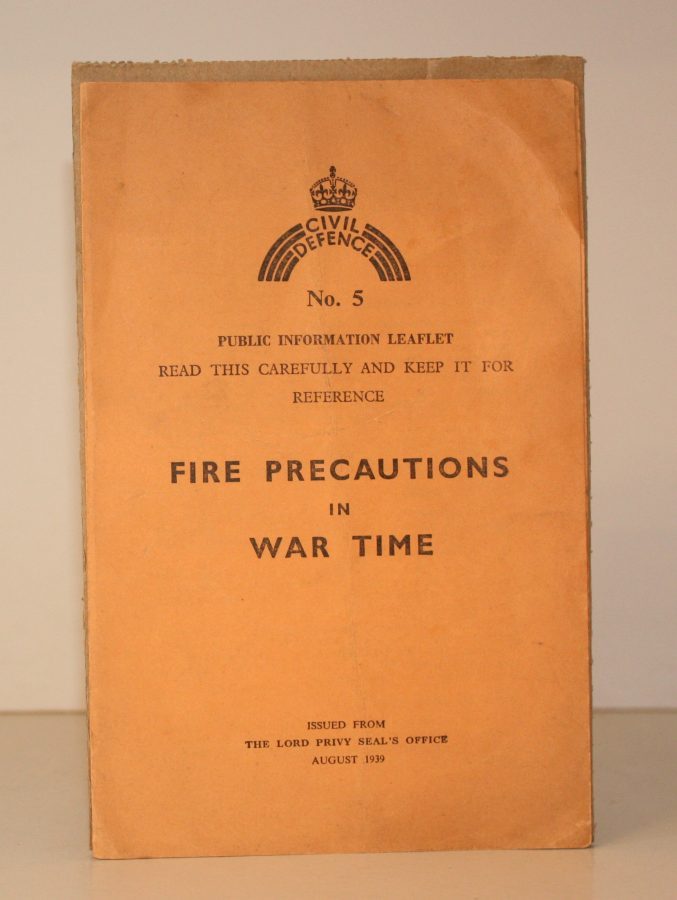 CIVIL
DEFENCE
No. 5
PUBLIC INFORMATION LEAFLET
READ THIS CAREFULLY AND KEEP IT FOR
REFERENCE
FIRE PRECAUTIONS
IN
WAR TIME
ISSUED FROM
THE LORD PRIVY SEAL'S OFFICE
AUGUST 1939